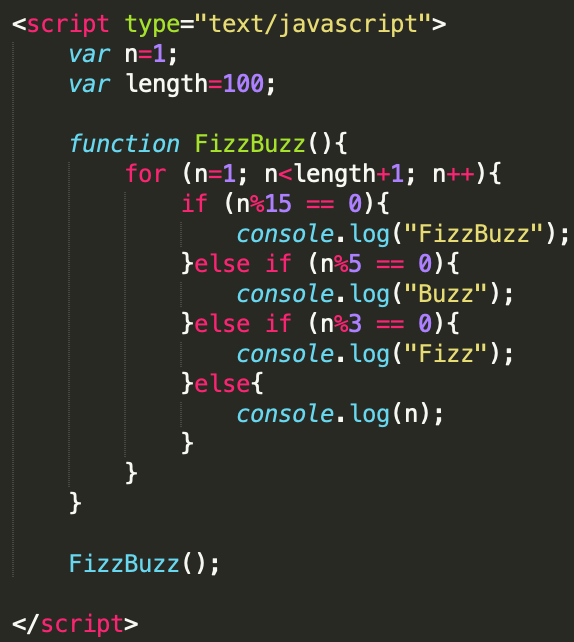 <script type="text/javascript">
    var n=1;
    var length=100;

    function FizzBuzz(){
        for (n=1; n<length+1; n++){
            if (n%15 == 0){
                console.log("FizzBuzz");
            }else if (n%5 == 0){
                console.log("Buzz");
            }else if (n%3 == 0){
                console.log("Fizz");
            }else{
                console.log(n);
            }
        }
    }

    FizzBuzz();

</script>